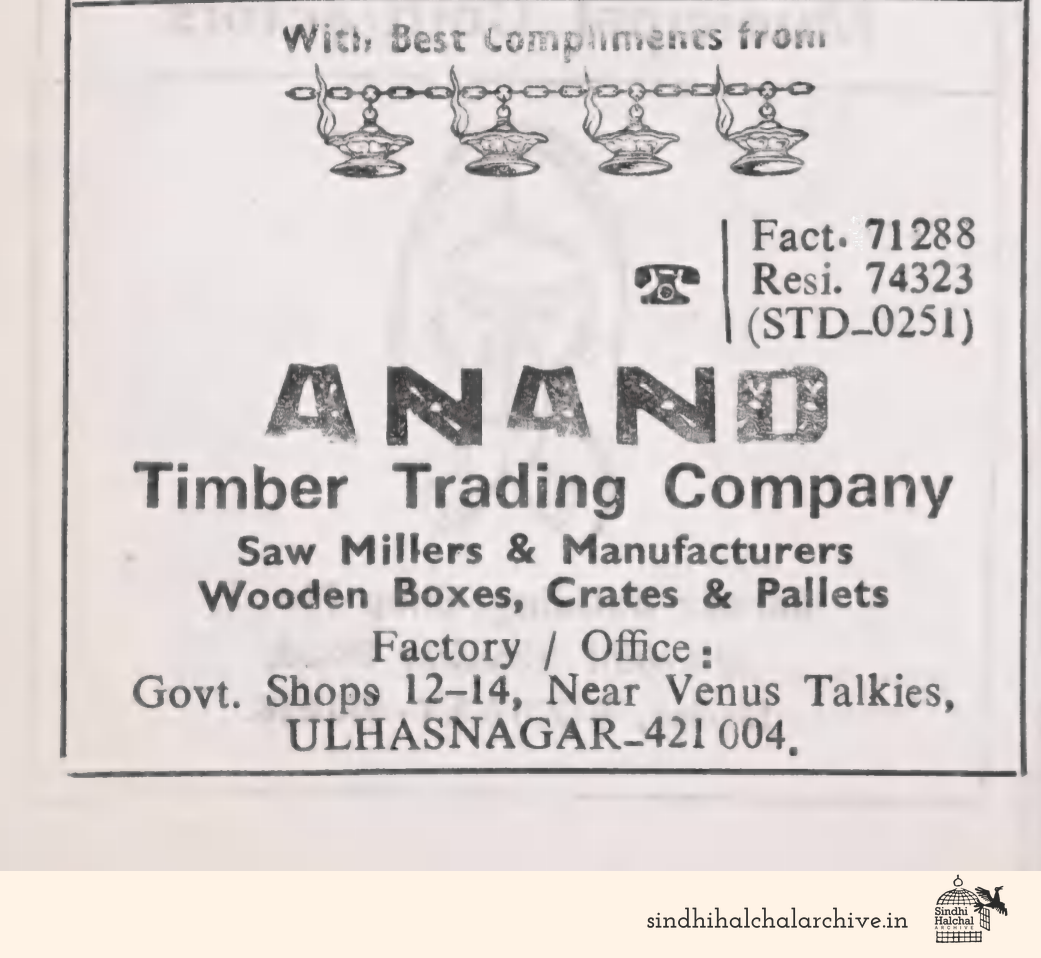 With Best Compliments from
Fact. 71288
Resi. 74323
(STD-0251)
ANAND
Timber Trading Company
Saw Millers & Manufacturers
Wooden Boxes, Crates & Pallets
Factory / Office :
Govt. Shops 12-14, Near Venus Talkies,
ULHASNAGAR-421 004.
sindhihalchalarchive.in
Sindhi
Halchal
ARCHIVE